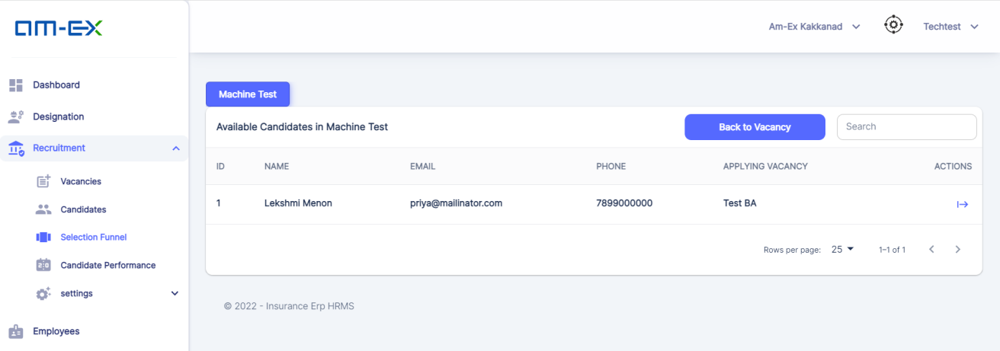 am-ex
Am-Ex Kakkanad
Techtest
Dashboard
Designation
Recruitment
Vacancies
Candidates
Selection Funnel
2:0 Candidate Performance
settings
Employees
Machine Test
Available Candidates in Machine Test
Back to Vacancy
Search
ID NAME EMAIL PHONE APPLYING VACANCY ACTIONS
1 Lekshmi Menon priya@mailinator.com 7899000000 Test BA
Rows per page: 25 1–1 of 1
© 2022 - Insurance Erp HRMS